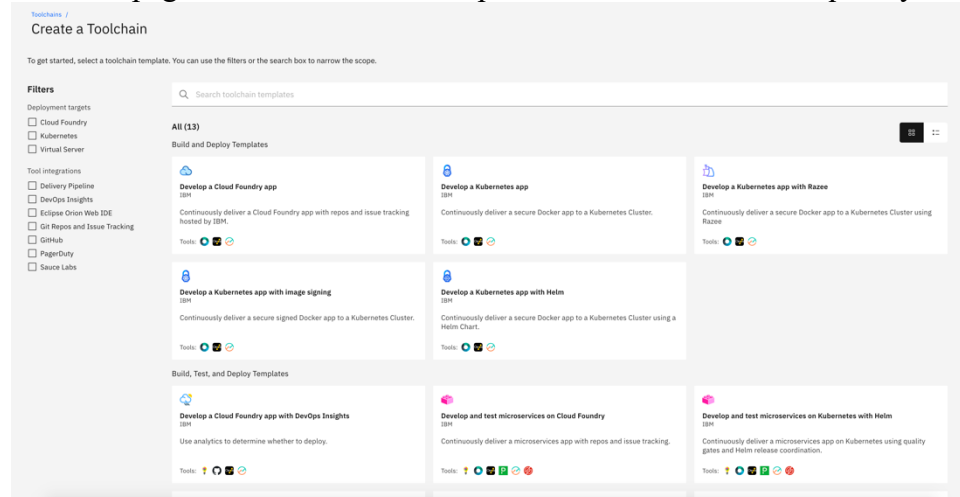 Toolchains /
Create a Toolchain
To get started, select a toolchain template. You can use the filters or the search box to narrow the scope.
Filters
Deployment targets
Cloud Foundry
Kubernetes
Virtual Server
Tool integrations
Delivery Pipeline
DevOps Insights
Eclipse Orion Web IDE
Git Repos and Issue Tracking
GitHub
PagerDuty
Sauce Labs
Search toolchain templates
All (13)
Build and Deploy Templates
Develop a Cloud Foundry app
IBM
Continuously deliver a Cloud Foundry app with repos and issue tracking
hosted by IBM.
Tools:
Develop a Kubernetes app
IBM
Continuously deliver a secure Docker app to a Kubernetes Cluster.
Tools:
Develop a Kubernetes app with Razee
IBM
Continuously deliver a secure Docker app to a Kubernetes Cluster using
Razee
Tools:
Develop a Kubernetes app with image signing
IBM
Continuously deliver a secure signed Docker app to a Kubernetes Cluster.
Tools:
Develop a Kubernetes app with Helm
IBM
Continuously deliver a secure Docker app to a Kubernetes Cluster using a
Helm Chart.
Tools:
Build, Test, and Deploy Templates
Develop a Cloud Foundry app with DevOps Insights
IBM
Use analytics to determine whether to deploy.
Tools:
Develop and test microservices on Cloud Foundry
IBM
Continuously deliver a microservices app with repos and issue tracking.
Tools:
Develop and test microservices on Kubernetes with Helm
IBM
Continuously deliver a microservices app on Kubernetes using quality
gates and Helm release coordination.
Tools: